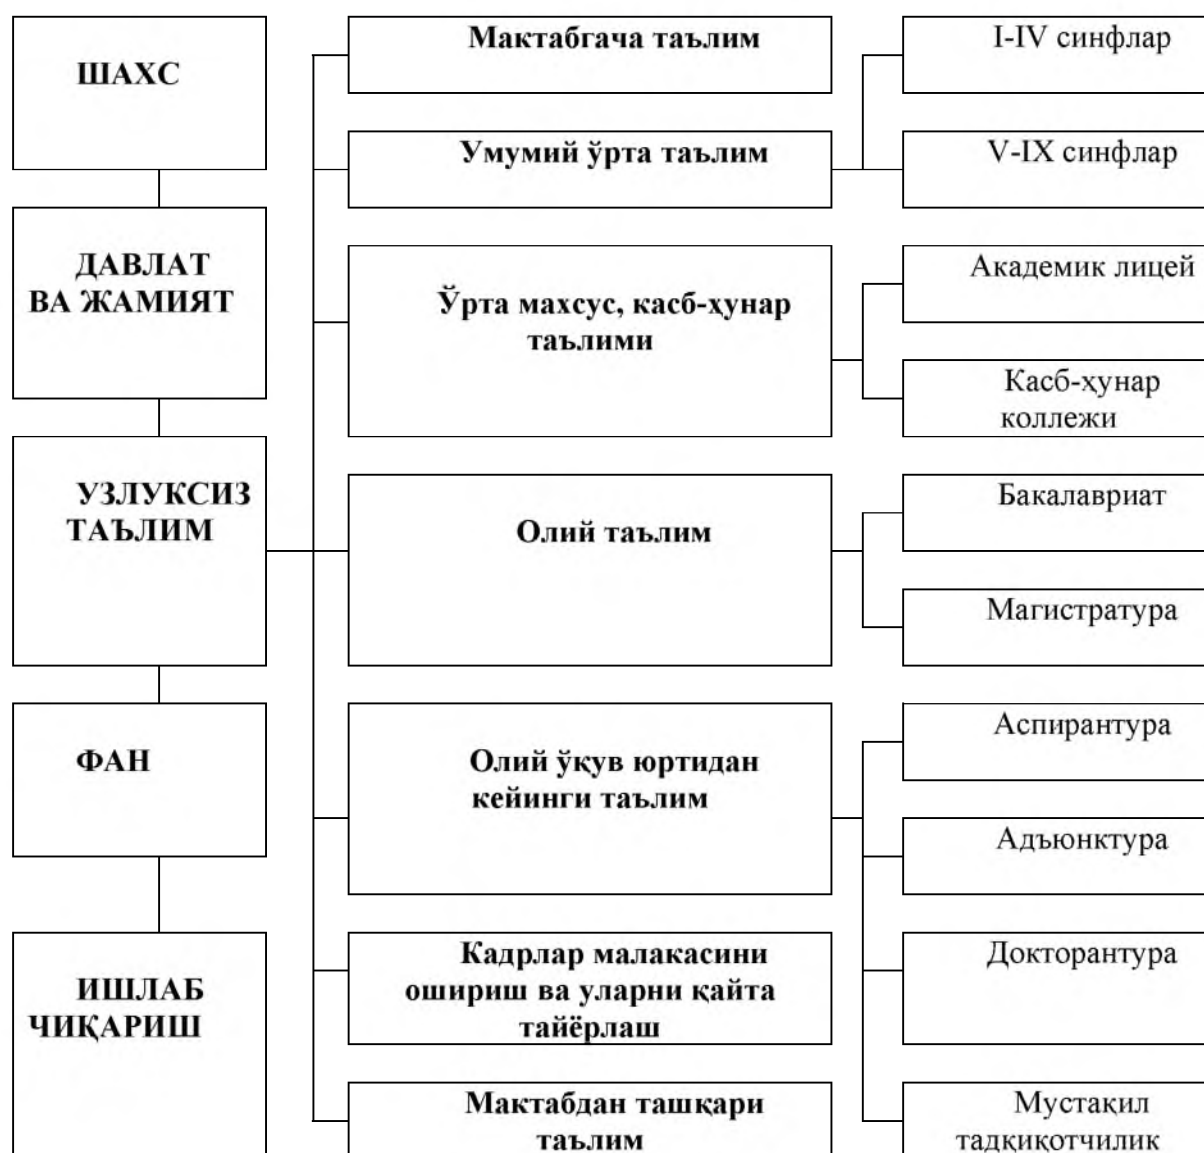 ШАХС
ДАВЛАТ
ВА ЖАМИЯТ
УЗЛУКСИЗ
ТАЪЛИМ
ФАН
ИШЛАБ
ЧИҚАРИШ
Мактабгача таълим
Умумий ўрта таълим
Ўрта махсус, касб-ҳунар
таълими
Олий таълим
Олий ўқув юртидан
кейинги таълим
Кадрлар малакасини
ошириш ва уларни қайта
тайёрлаш
Мактабдан ташқари
таълим
I-IV синфлар
V-IX синфлар
Академик лицей
Касб-ҳунар
коллежи
Бакалавриат
Магистратура
Аспирантура
Адъюнктура
Докторантура
Мустақил
тадқиқотчилик